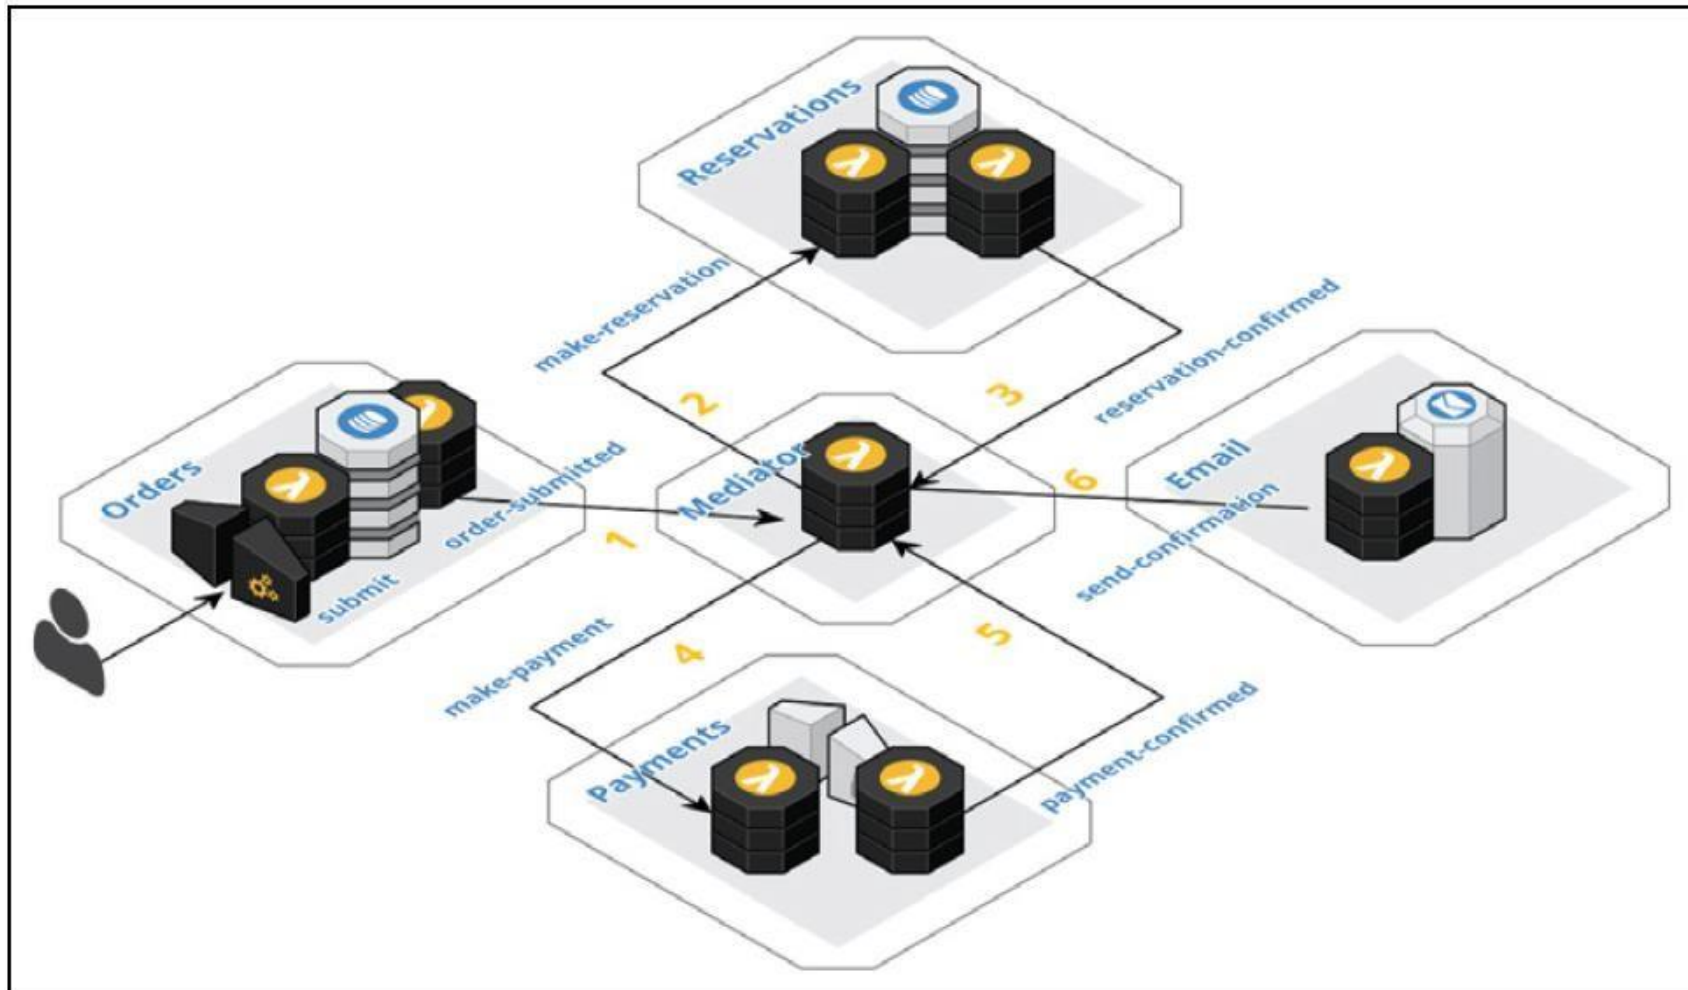 Reservations
make-reservation
2
3
reservation-confirmed
Orders
order-submitted
submit
1
Mediator
6
Email
send-confirmation
make-payment
4
5
Payments
payment-confirmed